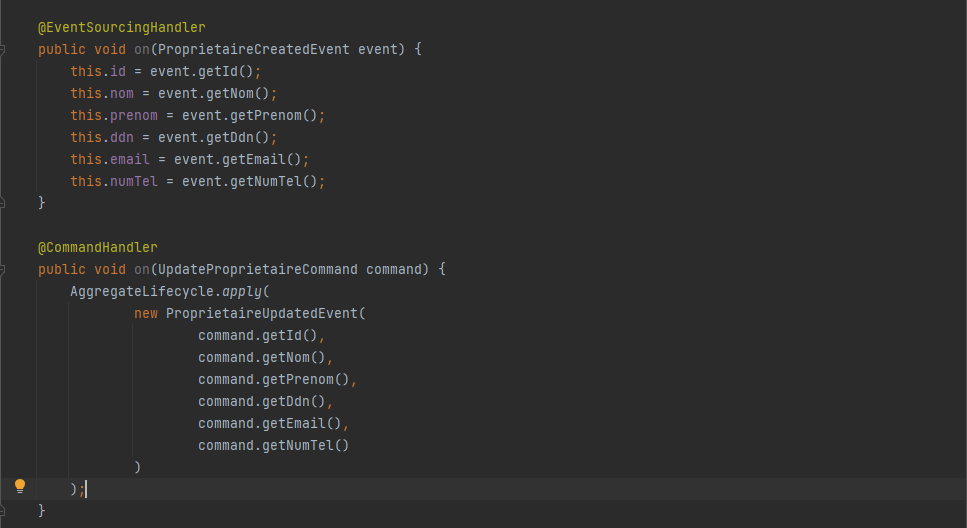 @EventSourcingHandler
public void on(ProprietaireCreatedEvent event) {
    this.id = event.getId();
    this.nom = event.getNom();
    this.prenom = event.getPrenom();
    this.ddn = event.getDdn();
    this.email = event.getEmail();
    this.numTel = event.getNumTel();
}
@CommandHandler
public void on(UpdateProprietaireCommand command) {
    AggregateLifecycle.apply(
            new ProprietaireUpdatedEvent(
                    command.getId(),
                    command.getNom(),
                    command.getPrenom(),
                    command.getDdn(),
                    command.getEmail(),
                    command.getNumTel()
            )
    );
}